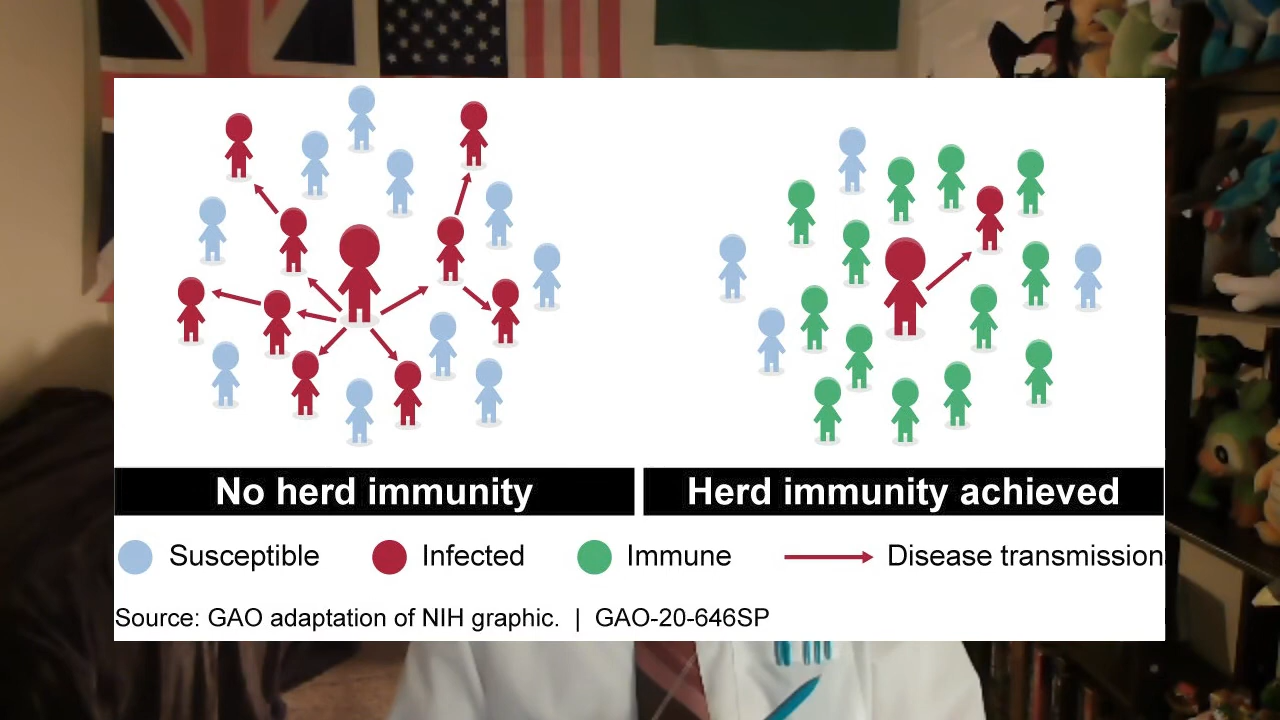 No herd immunity
Herd immunity achieved
Susceptible
Infected
Immune
Disease transmission
Source: GAO adaptation of NIH graphic. | GAO-20-646SP